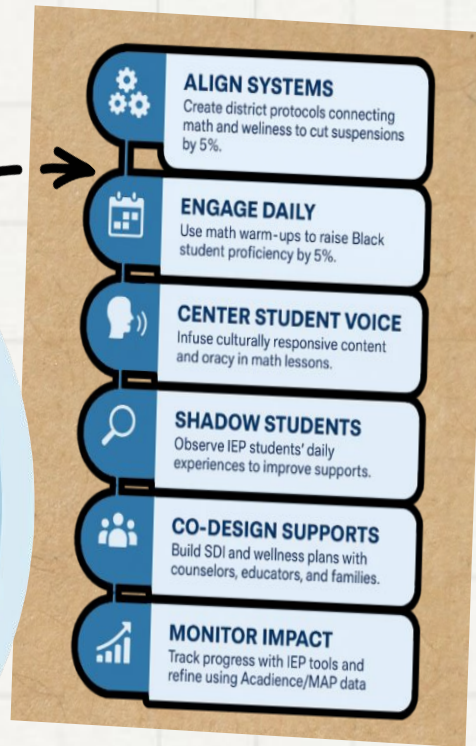 ALIGN SYSTEMS
Create district protocols connecting
math and weliness to cut suspensions
by 5%.
ENGAGE DAILY
Use math warm-ups to raise Black
student proficiency by 5%.
CENTER STUDENT VOICE
Infuse culturally responsive content
and oracy in math lessons.
SHADOW STUDENTS
Observe IEP students' daily
experiences to improve supports.
CO-DESIGN SUPPORTS
Build SDI and wellness plans with
counselors, educators, and families.
MONITOR IMPACT
Track progress with IEP tools and
refine using Acadience/MAP data